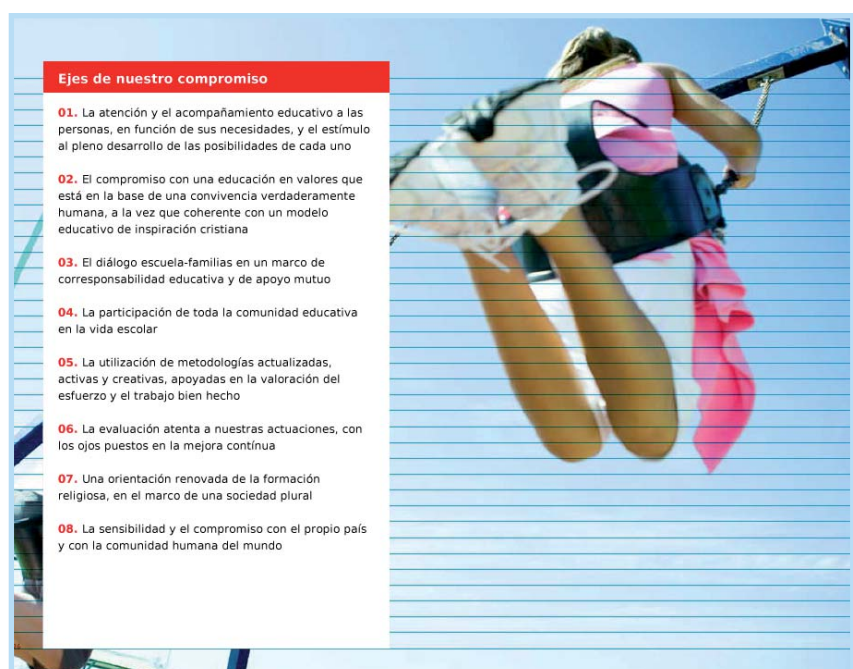 Ejes de nuestro compromiso
01. La atención y el acompañamiento educativo a las
personas, en función de sus necesidades, y el estímulo
al pleno desarrollo de las posibilidades de cada uno
02. El compromiso con una educación en valores que
está en la base de una convivencia verdaderamente
humana, a la vez que coherente con un modelo
educativo de inspiración cristiana
03. El diálogo escuela-familias en un marco de
corresponsabilidad educativa y de apoyo mutuo
04. La participación de toda la comunidad educativa
en la vida escolar
05. La utilización de metodologías actualizadas,
activas y creativas, apoyadas en la valoración del
esfuerzo y el trabajo bien hecho
06. La evaluación atenta a nuestras actuaciones, con
los ojos puestos en la mejora contínua
07. Una orientación renovada de la formación
religiosa, en el marco de una sociedad plural
08. La sensibilidad y el compromiso con el propio país
y con la comunidad humana del mundo